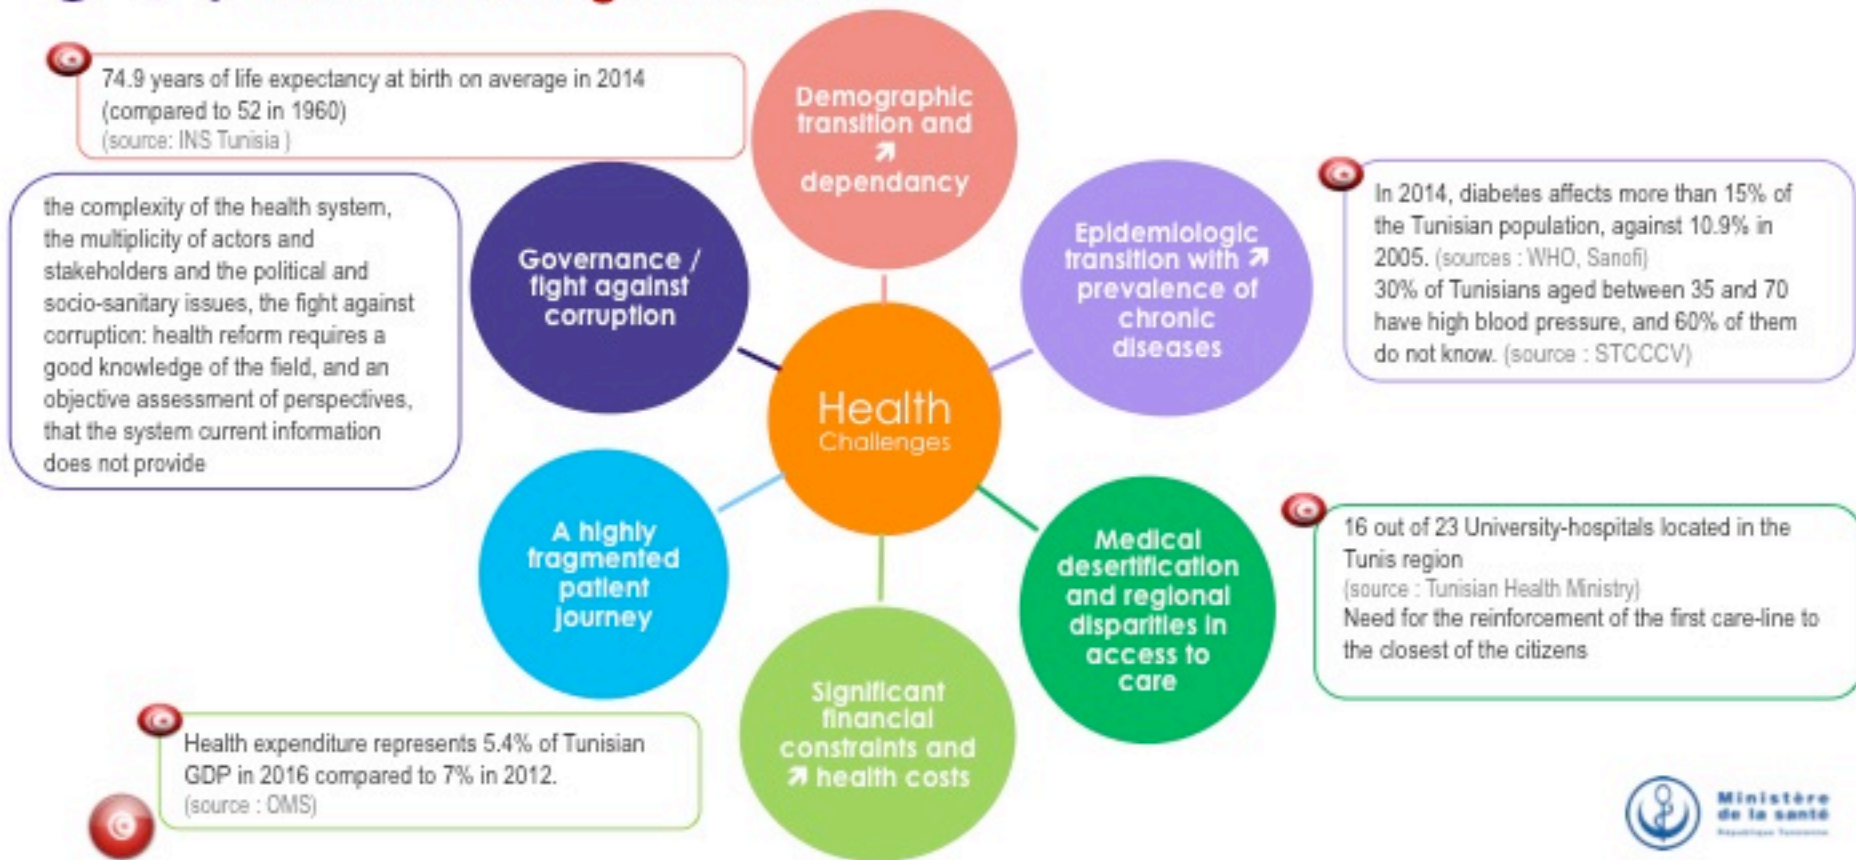 74.9 years of life expectancy at birth on average in 2014
(compared to 52 in 1960)
(source: INS Tunisia )
Demographic
transition and
↗
dependancy
the complexity of the health system,
the multiplicity of actors and
stakeholders and the political and
socio-sanitary issues, the fight against
corruption: health reform requires a
good knowledge of the field, and an
objective assessment of perspectives,
that the system current information
does not provide
Governance /
fight against
corruption
Epidemiologic
transition with ↗
prevalence of
chronic
diseases
In 2014, diabetes affects more than 15% of
the Tunisian population, against 10.9% in
2005. (sources : WHO, Sanofi)
30% of Tunisians aged between 35 and 70
have high blood pressure, and 60% of them
do not know. (source : STCCCV)
Health
Challenges
A highly
fragmented
patient
journey
Medical
desertification
and regional
disparities in
access to
care
16 out of 23 University-hospitals located in the
Tunis region
(source : Tunisian Health Ministry)
Need for the reinforcement of the first care-line to
the closest of the citizens
Significant
financial
constraints and
↗ health costs
Health expenditure represents 5.4% of Tunisian
GDP in 2016 compared to 7% in 2012.
(source : OMS)
Ministère
de la santé
République Tunisienne